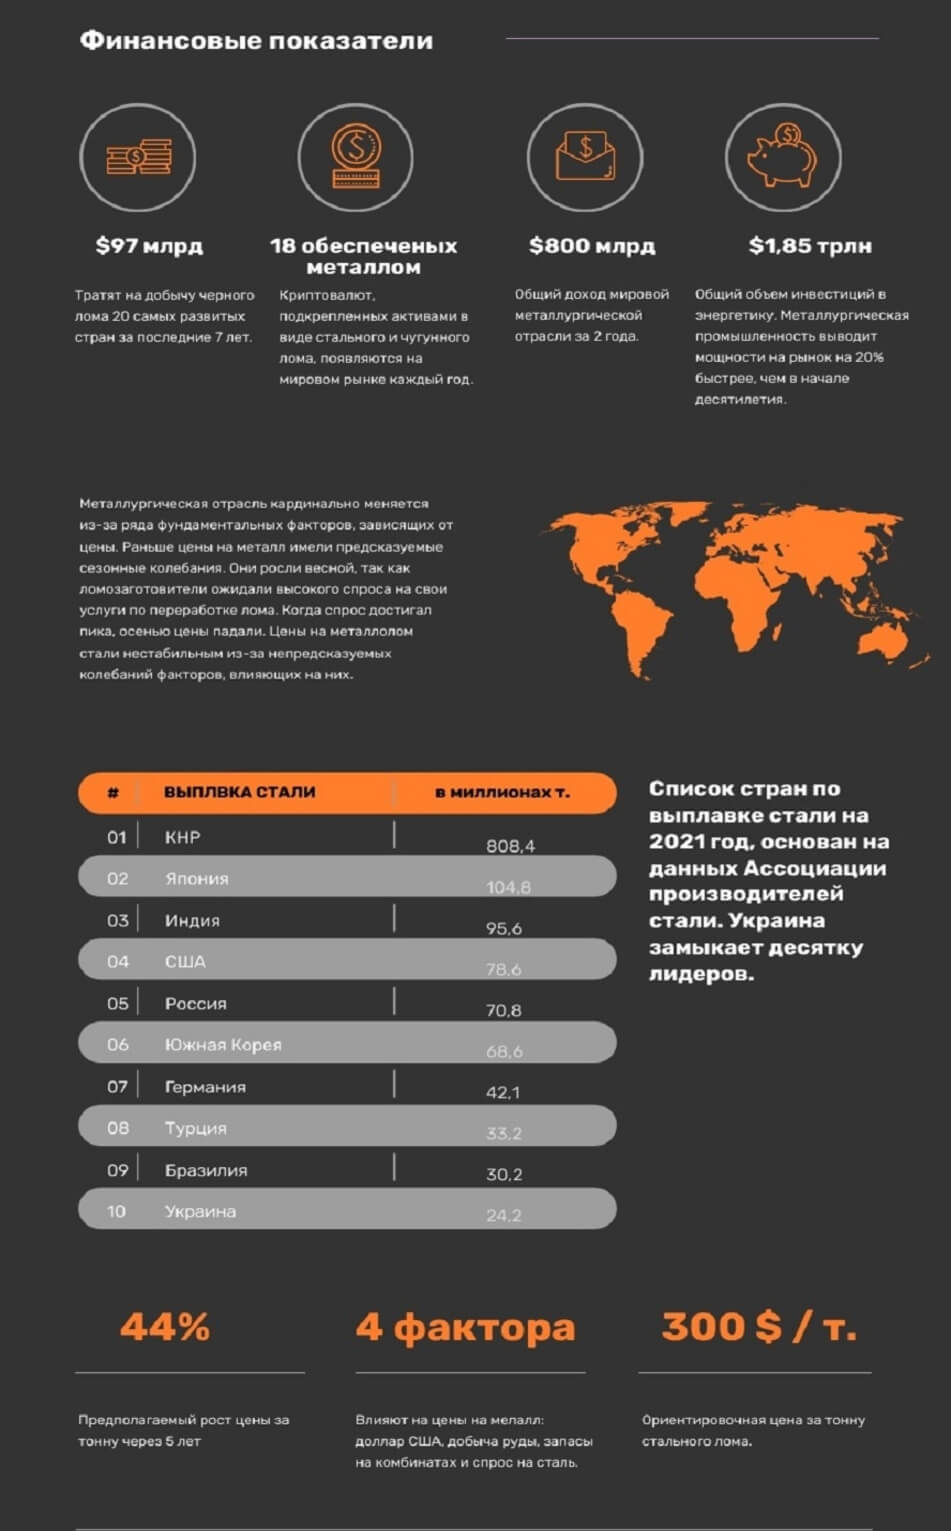 Финансовые показатели
$97 млрд
Тратят на добычу черного
лома 20 самых развитых
стран за последние 7 лет.
18 обеспеченых
металлом
Криптовалют,
подкрепленных активами в
виде стального и чугунного
лома, появляются на
мировом рынке каждый год.
$800 млрд
Общий доход мировой
металлургической
отрасли за 2 года.
$1,85 трлн
Общий объем инвестиций в
энергетику. Металлургическая
промышленность выводит
мощности на рынок на 20%
быстрее, чем в начале
десятилетия.
Металлургическая отрасль кардинально меняется
из-за ряда фундаментальных факторов, зависящих от
цены. Раньше цены на металл имели предсказуемые
сезонные колебания. Они росли весной, так как
ломозаготовители ожидали высокого спроса на свои
услуги по переработке лома. Когда спрос достигал
пика, осенью цены падали. Цены на металлолом
стали нестабильным из-за непредсказуемых
колебаний факторов, влияющих на них.
# ВЫПЛВКА СТАЛИ в миллионах т.
01 КНР 808,4
02 Япония 104,8
03 Индия 95,6
04 США 78,6
05 Россия 70,8
06 Южная Корея 68,6
07 Германия 42,1
08 Турция 33,2
09 Бразилия 30,2
10 Украина 24,2
Список стран по
выплавке стали на
2021 год, основан на
данных Ассоциации
производителей
стали. Украина
замыкает десятку
лидеров.
44%
Предполагаемый рост цены за
тонну через 5 лет
4 фактора
Влияют на цены на мелалл:
доллар США, добыча руды, запасы
на комбинатах и спрос на сталь.
300 $ / т.
Ориентировочная цена за тонну
стального лома.